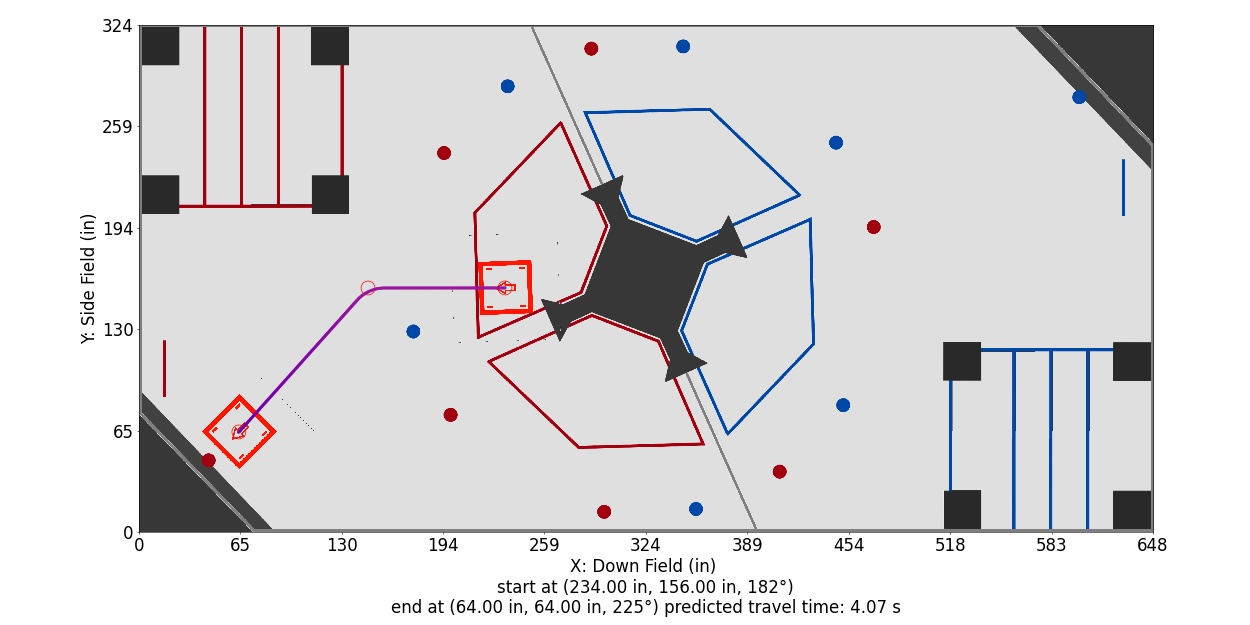 324
259
194
130
65
0
Y: Side Field (in)
0 65 130 194 259 324 389 454 518 583 648
X: Down Field (in)
start at (234.00 in, 156.00 in, 182°)
end at (64.00 in, 64.00 in, 225°) predicted travel time: 4.07 s